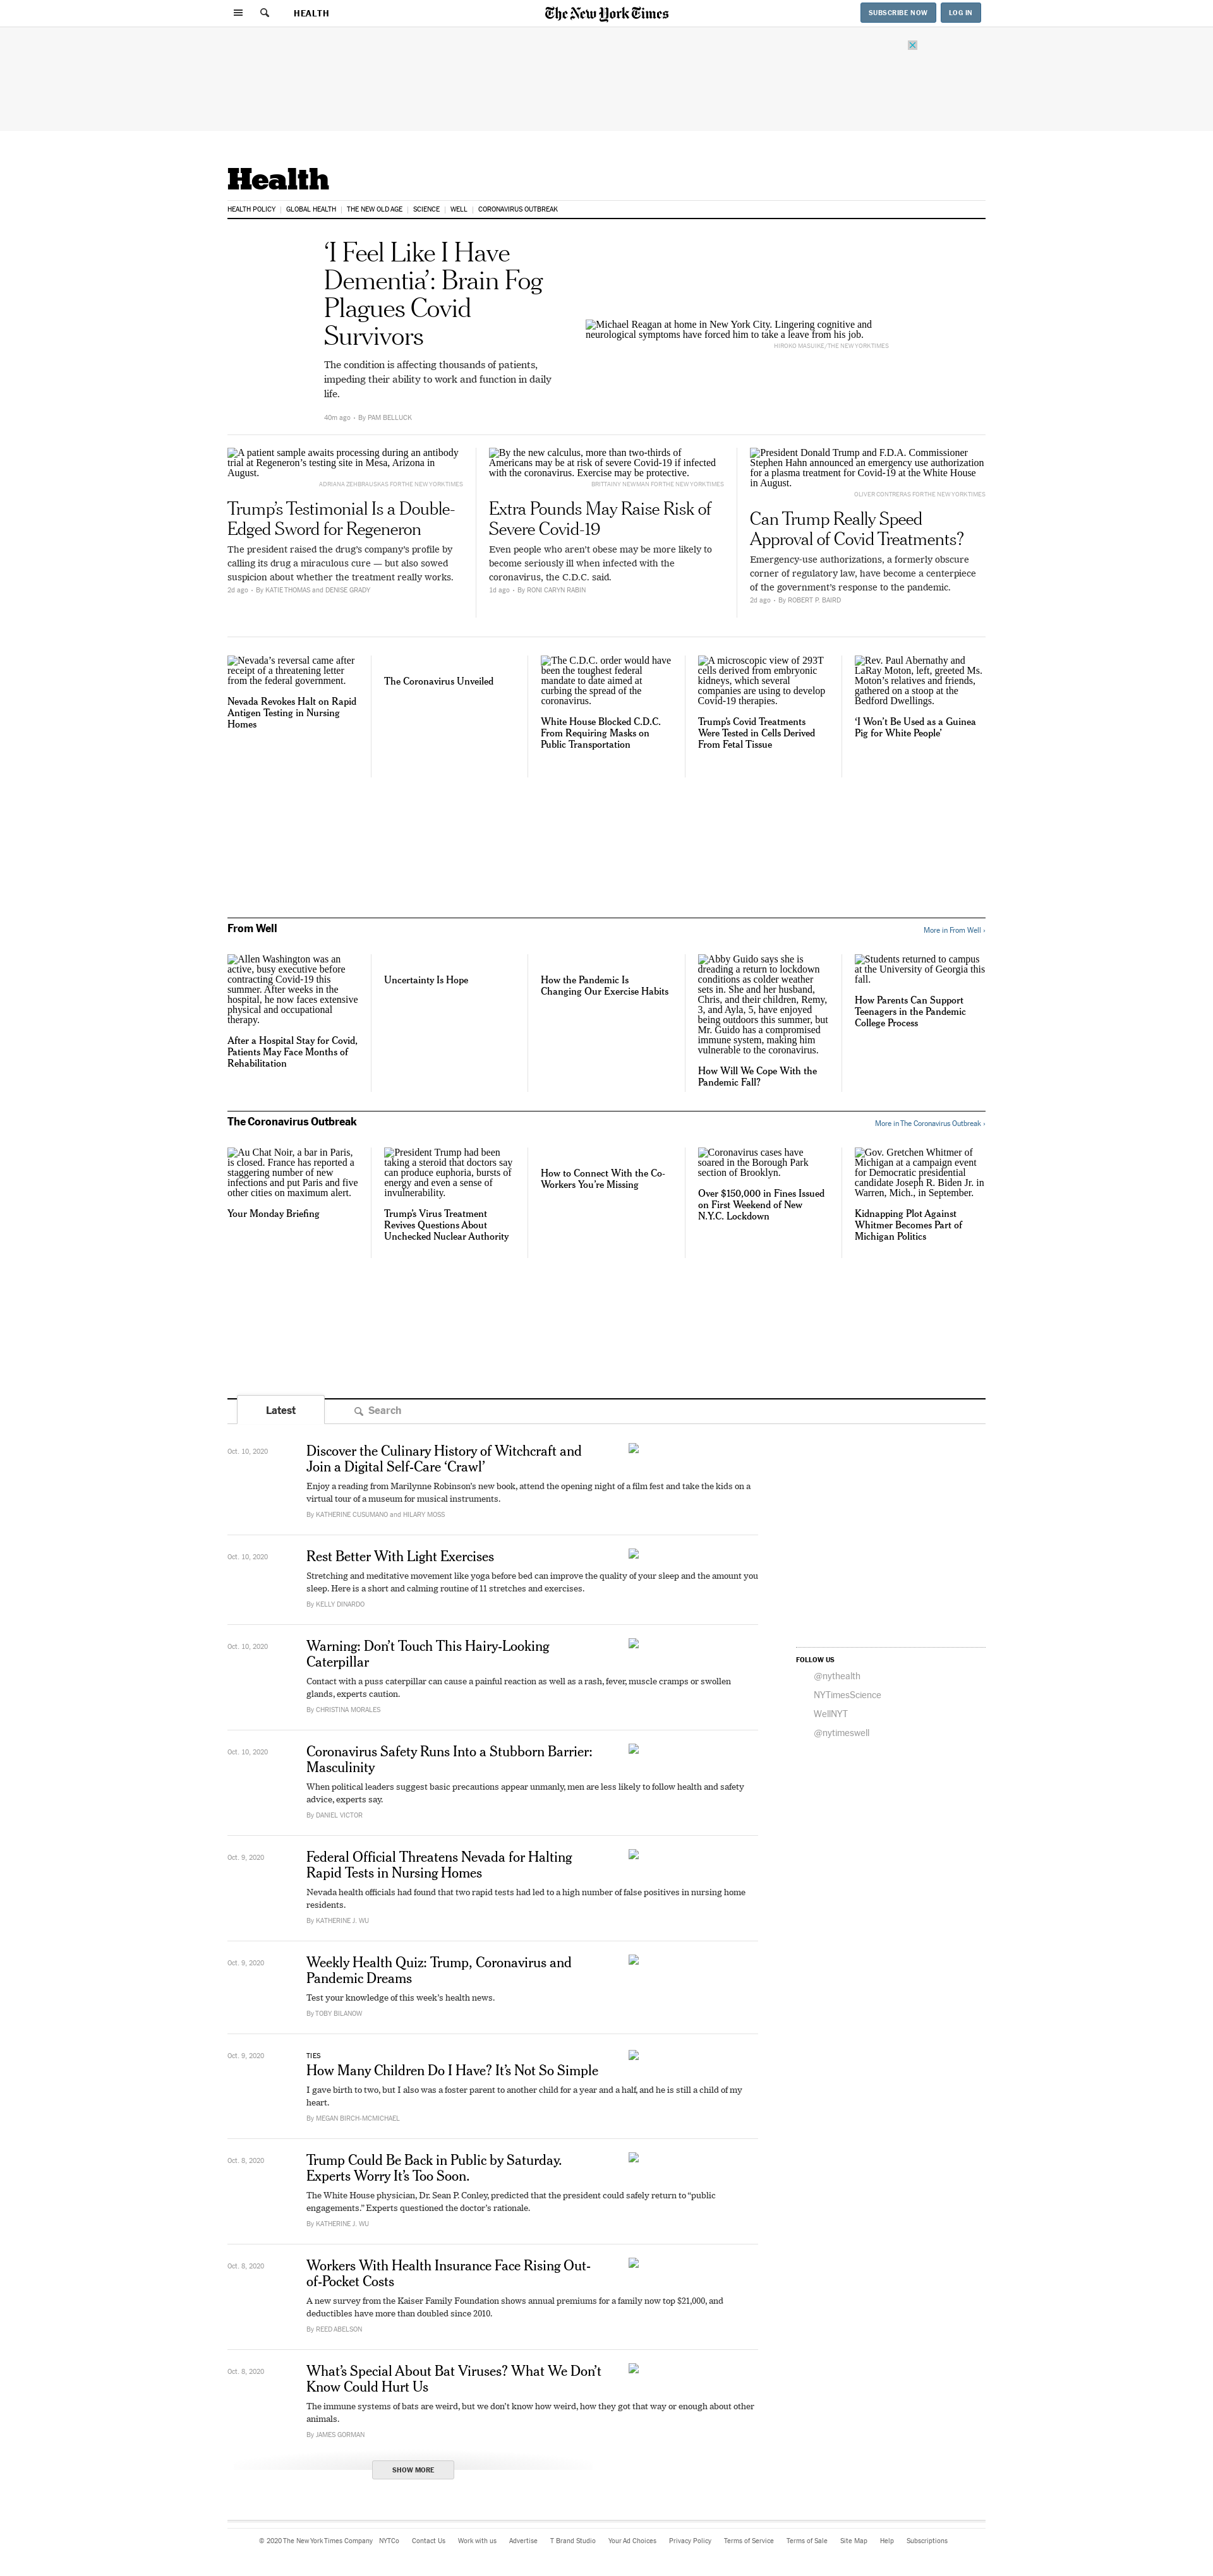 HEALTH
The New York Times
SUBSCRIBE NOW
LOG IN
Health
HEALTH POLICY
GLOBAL HEALTH
THE NEW OLD AGE
SCIENCE
WELL
CORONAVIRUS OUTBREAK
‘I Feel Like I Have
Dementia’: Brain Fog
Plagues Covid
Survivors
The condition is affecting thousands of patients,
impeding their ability to work and function in daily
life.
40m ago • By PAM BELLUCK
Michael Reagan at home in New York City. Lingering cognitive and
neurological symptoms have forced him to take a leave from his job.
HIROKO MASUIKE/THE NEW YORK TIMES
A patient sample awaits processing during an antibody
trial at Regeneron’s testing site in Mesa, Arizona in
August.
ADRIANA ZEHBRAUSKAS FOR THE NEW YORK TIMES
Trump’s Testimonial Is a Double-
Edged Sword for Regeneron
The president raised the drug’s company’s profile by
calling its drug a miraculous cure — but also sowed
suspicion about whether the treatment really works.
2d ago • By KATIE THOMAS and DENISE GRADY
By the new calculus, more than two-thirds of
Americans may be at risk of severe Covid-19 if infected
with the coronavirus. Exercise may be protective.
BRITTAINY NEWMAN FOR THE NEW YORK TIMES
Extra Pounds May Raise Risk of
Severe Covid-19
Even people who aren’t obese may be more likely to
become seriously ill when infected with the
coronavirus, the C.D.C. said.
1d ago • By RONI CARYN RABIN
President Donald Trump and F.D.A. Commissioner
Stephen Hahn announced an emergency use authorization
for a plasma treatment for Covid-19 at the White House
in August.
OLIVER CONTRERAS FOR THE NEW YORK TIMES
Can Trump Really Speed
Approval of Covid Treatments?
Emergency-use authorizations, a formerly obscure
corner of regulatory law, have become a centerpiece
of the government’s response to the pandemic.
2d ago • By ROBERT P. BAIRD
Nevada’s reversal came after
receipt of a threatening letter
from the federal government.
Nevada Revokes Halt on Rapid
Antigen Testing in Nursing
Homes
The Coronavirus Unveiled
The C.D.C. order would have
been the toughest federal
mandate to date aimed at
curbing the spread of the
coronavirus.
White House Blocked C.D.C.
From Requiring Masks on
Public Transportation
A microscopic view of 293T
cells derived from embryonic
kidneys, which several
companies are using to develop
Covid-19 therapies.
Trump’s Covid Treatments
Were Tested in Cells Derived
From Fetal Tissue
Rev. Paul Abernathy and
LaRay Moton, left, greeted Ms.
Moton’s relatives and friends,
gathered on a stoop at the
Bedford Dwellings.
‘I Won’t Be Used as a Guinea
Pig for White People’
From Well
More in From Well ›
Allen Washington was an
active, busy executive before
contracting Covid-19 this
summer. After weeks in the
hospital, he now faces extensive
physical and occupational
therapy.
After a Hospital Stay for Covid,
Patients May Face Months of
Rehabilitation
Uncertainty Is Hope
How the Pandemic Is
Changing Our Exercise Habits
Abby Guido says she is
dreading a return to lockdown
conditions as colder weather
sets in. She and her husband,
Chris, and their children, Remy,
3, and Ayla, 5, have enjoyed
being outdoors this summer, but
Mr. Guido has a compromised
immune system, making him
vulnerable to the coronavirus.
How Will We Cope With the
Pandemic Fall?
Students returned to campus
at the University of Georgia this
fall.
How Parents Can Support
Teenagers in the Pandemic
College Process
The Coronavirus Outbreak
More in The Coronavirus Outbreak ›
Au Chat Noir, a bar in Paris,
is closed. France has reported a
staggering number of new
infections and put Paris and five
other cities on maximum alert.
Your Monday Briefing
President Trump had been
taking a steroid that doctors say
can produce euphoria, bursts of
energy and even a sense of
invulnerability.
Trump’s Virus Treatment
Revives Questions About
Unchecked Nuclear Authority
How to Connect With the Co-
Workers You’re Missing
Coronavirus cases have
soared in the Borough Park
section of Brooklyn.
Over $150,000 in Fines Issued
on First Weekend of New
N.Y.C. Lockdown
Gov. Gretchen Whitmer of
Michigan at a campaign event
for Democratic presidential
candidate Joseph R. Biden Jr. in
Warren, Mich., in September.
Kidnapping Plot Against
Whitmer Becomes Part of
Michigan Politics
Latest
Search
Oct. 10, 2020
Discover the Culinary History of Witchcraft and
Join a Digital Self-Care ‘Crawl’
Enjoy a reading from Marilynne Robinson’s new book, attend the opening night of a film fest and take the kids on a
virtual tour of a museum for musical instruments.
By KATHERINE CUSUMANO and HILARY MOSS
Oct. 10, 2020
Rest Better With Light Exercises
Stretching and meditative movement like yoga before bed can improve the quality of your sleep and the amount you
sleep. Here is a short and calming routine of 11 stretches and exercises.
By KELLY DINARDO
Oct. 10, 2020
Warning: Don’t Touch This Hairy-Looking
Caterpillar
Contact with a puss caterpillar can cause a painful reaction as well as a rash, fever, muscle cramps or swollen
glands, experts caution.
By CHRISTINA MORALES
FOLLOW US
@nythealth
NYTimesScience
WellNYT
@nytimeswell
Oct. 10, 2020
Coronavirus Safety Runs Into a Stubborn Barrier:
Masculinity
When political leaders suggest basic precautions appear unmanly, men are less likely to follow health and safety
advice, experts say.
By DANIEL VICTOR
Oct. 9, 2020
Federal Official Threatens Nevada for Halting
Rapid Tests in Nursing Homes
Nevada health officials had found that two rapid tests had led to a high number of false positives in nursing home
residents.
By KATHERINE J. WU
Oct. 9, 2020
Weekly Health Quiz: Trump, Coronavirus and
Pandemic Dreams
Test your knowledge of this week’s health news.
By TOBY BILANOW
Oct. 9, 2020
TIES
How Many Children Do I Have? It’s Not So Simple
I gave birth to two, but I also was a foster parent to another child for a year and a half, and he is still a child of my
heart.
By MEGAN BIRCH-MCMICHAEL
Oct. 8, 2020
Trump Could Be Back in Public by Saturday.
Experts Worry It’s Too Soon.
The White House physician, Dr. Sean P. Conley, predicted that the president could safely return to “public
engagements.” Experts questioned the doctor’s rationale.
By KATHERINE J. WU
Oct. 8, 2020
Workers With Health Insurance Face Rising Out-
of-Pocket Costs
A new survey from the Kaiser Family Foundation shows annual premiums for a family now top $21,000, and
deductibles have more than doubled since 2010.
By REED ABELSON
Oct. 8, 2020
What’s Special About Bat Viruses? What We Don’t
Know Could Hurt Us
The immune systems of bats are weird, but we don’t know how weird, how they got that way or enough about other
animals.
By JAMES GORMAN
SHOW MORE
© 2020 The New York Times Company
NYTCo
Contact Us
Work with us
Advertise
T Brand Studio
Your Ad Choices
Privacy Policy
Terms of Service
Terms of Sale
Site Map
Help
Subscriptions